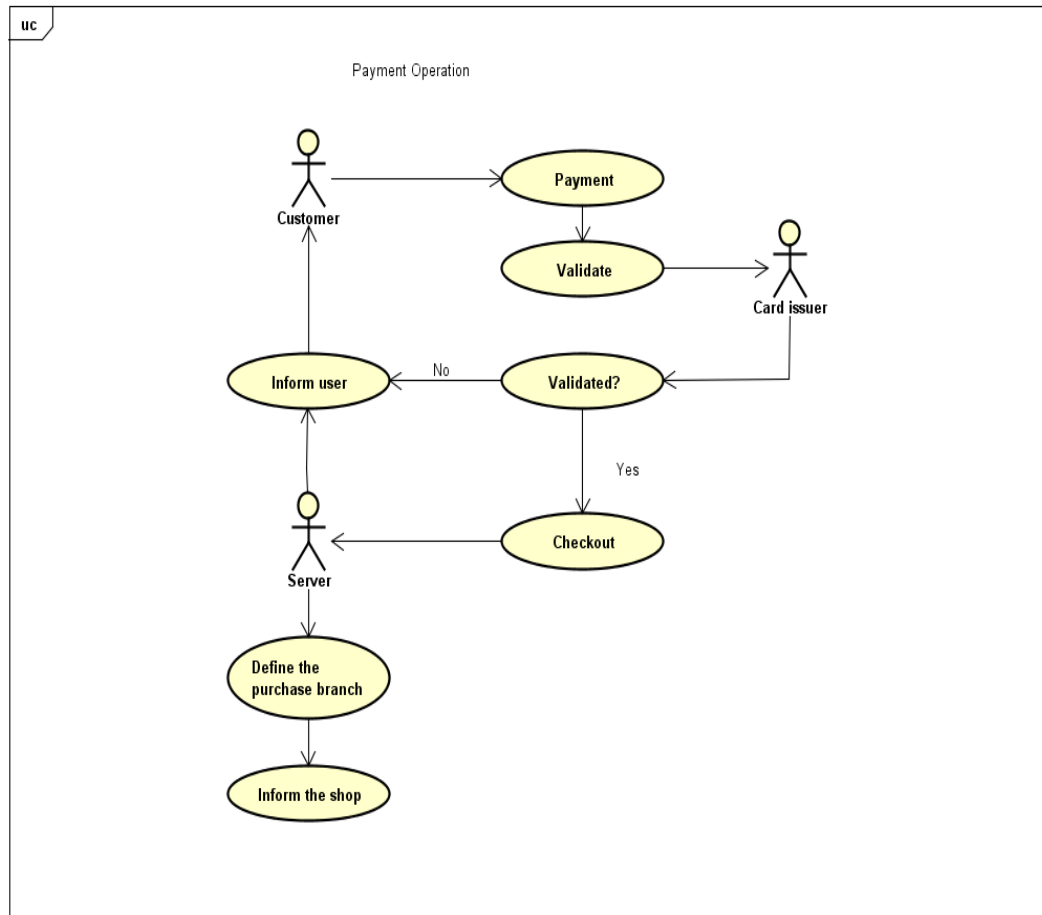 uc
Payment Operation
Customer
Payment
Validate
Card issuer
Inform user
No
Validated?
Yes
Server
Checkout
Define the
purchase branch
Inform the shop